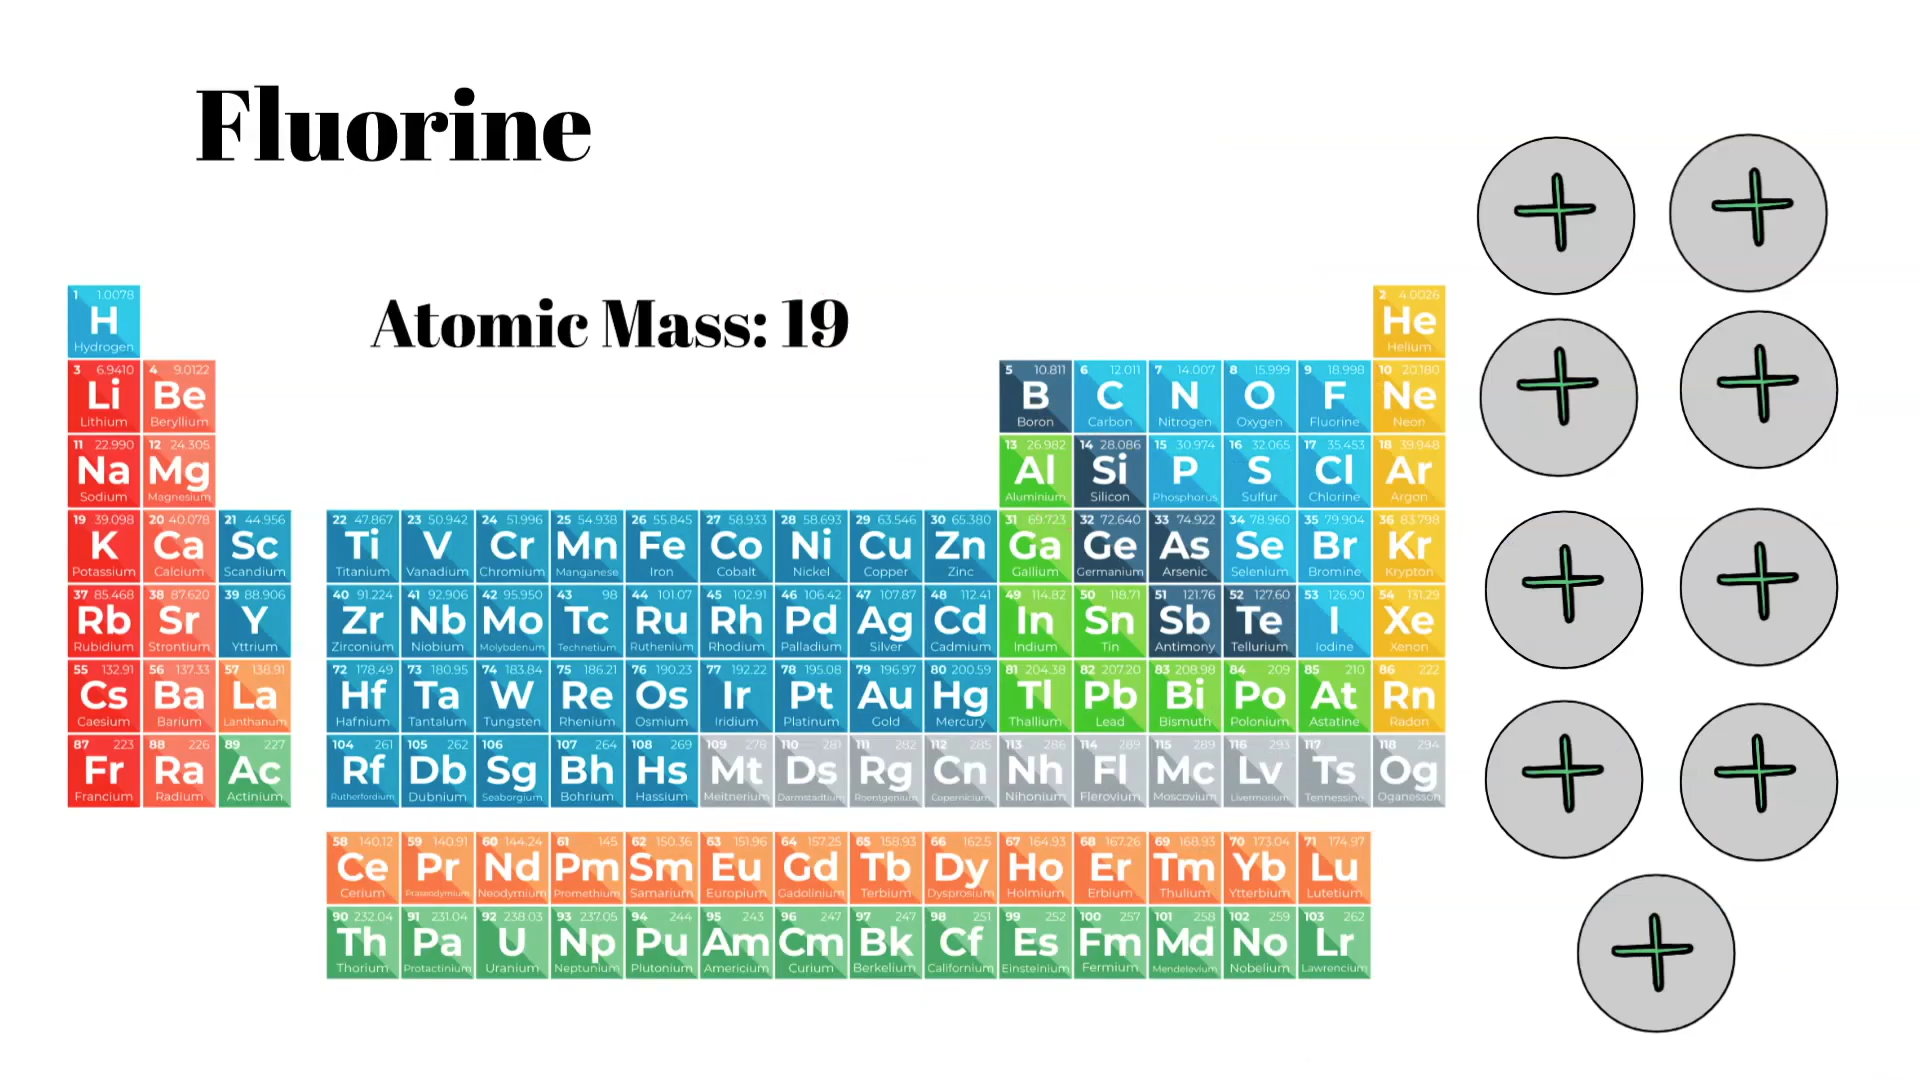 Fluorine
Atomic Mass: 19
1 1.0078 2 4.0026
H He
Hydrogen Helium
3 6.9410 4 9.0122 5 10.811 6 12.011 7 14.007 8 15.999 9 18.998 10 20.180
Li Be B C N O F Ne
Lithium Beryllium Boron Carbon Nitrogen Oxygen Fluorine Neon
11 22.990 12 24.305 13 26.982 14 28.086 15 30.974 16 32.065 17 35.453 18 39.948
Na Mg Al Si P S Cl Ar
Sodium Magnesium Aluminium Silicon Phosphorus Sulfur Chlorine Argon
19 39.098 20 40.078 21 44.956 22 47.867 23 50.942 24 51.996 25 54.938 26 55.845 27 58.933 28 58.693 29 63.546 30 65.380 31 69.723 32 72.640 33 74.922 34 78.960 35 79.904 36 83.798
K Ca Sc Ti V Cr Mn Fe Co Ni Cu Zn Ga Ge As Se Br Kr
Potassium Calcium Scandium Titanium Vanadium Chromium Manganese Iron Cobalt Nickel Copper Zinc Gallium Germanium Arsenic Selenium Bromine Krypton
37 85.468 38 87.620 39 88.906 40 91.224 41 92.906 42 95.950 43 98 44 101.07 45 102.91 46 106.42 47 107.87 48 112.41 49 114.82 50 118.71 51 121.76 52 127.60 53 126.90 54 131.29
Rb Sr Y Zr Nb Mo Tc Ru Rh Pd Ag Cd In Sn Sb Te I Xe
Rubidium Strontium Yttrium Zirconium Niobium Molybdenum Technetium Ruthenium Rhodium Palladium Silver Cadmium Indium Tin Antimony Tellurium Iodine Xenon
55 132.91 56 137.33 57 138.91 72 178.49 73 180.95 74 183.84 75 186.21 76 190.23 77 192.22 78 195.08 79 196.97 80 200.59 81 204.38 82 207.20 83 208.98 84 209 85 210 86 222
Cs Ba La Hf Ta W Re Os Ir Pt Au Hg Tl Pb Bi Po At Rn
Caesium Barium Lanthanum Hafnium Tantalum Tungsten Rhenium Osmium Iridium Platinum Gold Mercury Thallium Lead Bismuth Polonium Astatine Radon
87 223 88 226 89 227 104 261 105 262 106 107 264 108 269 109 278 110 281 111 282 112 285 113 286 114 289 115 289 116 293 117 118 294
Fr Ra Ac Rf Db Sg Bh Hs Mt Ds Rg Cn Nh Fl Mc Lv Ts Og
Francium Radium Actinium Rutherfordium Dubnium Seaborgium Bohrium Hassium Meitnerium Darmstadtium Roentgenium Copernicium Nihonium Flerovium Moscovium Livermorium Tennessine Oganesson
58 140.12 59 140.91 60 144.24 61 145 62 150.36 63 151.96 64 157.25 65 158.93 66 162.5 67 164.93 68 167.26 69 168.93 70 173.04 71 174.97
Ce Pr Nd Pm Sm Eu Gd Tb Dy Ho Er Tm Yb Lu
Cerium Praseodymium Neodymium Promethium Samarium Europium Gadolinium Terbium Dysprosium Holmium Erbium Thulium Ytterbium Lutetium
90 232.04 91 231.04 92 238.03 93 237.05 94 244 95 243 96 247 97 247 98 251 99 252 100 257 101 258 102 259 103 262
Th Pa U Np Pu Am Cm Bk Cf Es Fm Md No Lr
Thorium Protactinium Uranium Neptunium Plutonium Americium Curium Berkelium Californium Einsteinium Fermium Mendelevium Nobelium Lawrencium